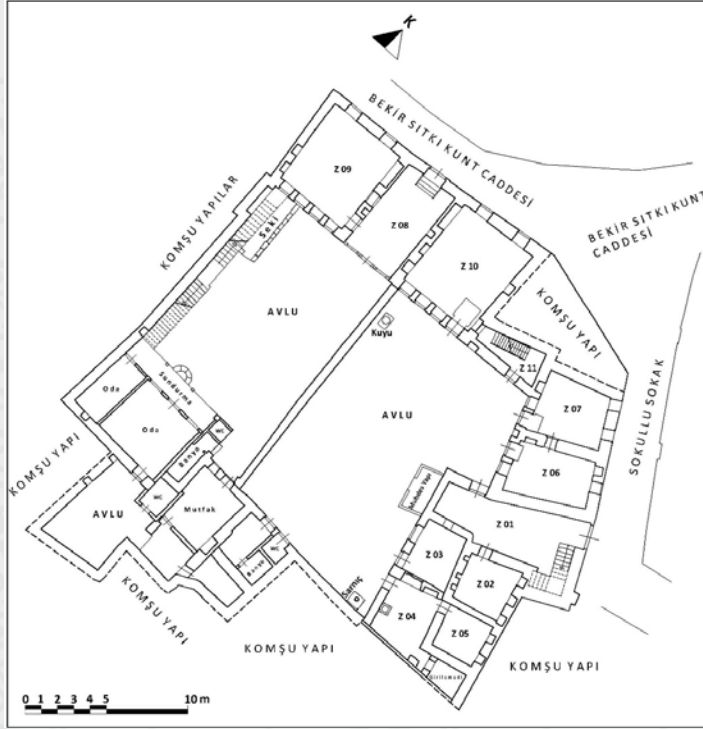 K
BEKİR SITKI KUNT CADDESİ
BEKİR SITKI KUNT
CADDESİ
KOMŞU YAPILAR
Z 09
Z 08
Seki
Z 10
KOMŞU YAPI
AVLU
Kuyu
Z 11
Sundurma
Oda
Z 07
AVLU
SOKULLU SOKAK
Oda
WC
Banyo
Z 06
KOMŞU YAPI
WC
Mutfak
Muhdes Yapı
AVLU
Z 01
Z 03
WC
Banyo
Z 02
KOMŞU YAPI
Sarnıç
Z 04
Z 05
KOMŞU YAPI
KOMŞU YAPI
0 1 2 3 4 5 10 m